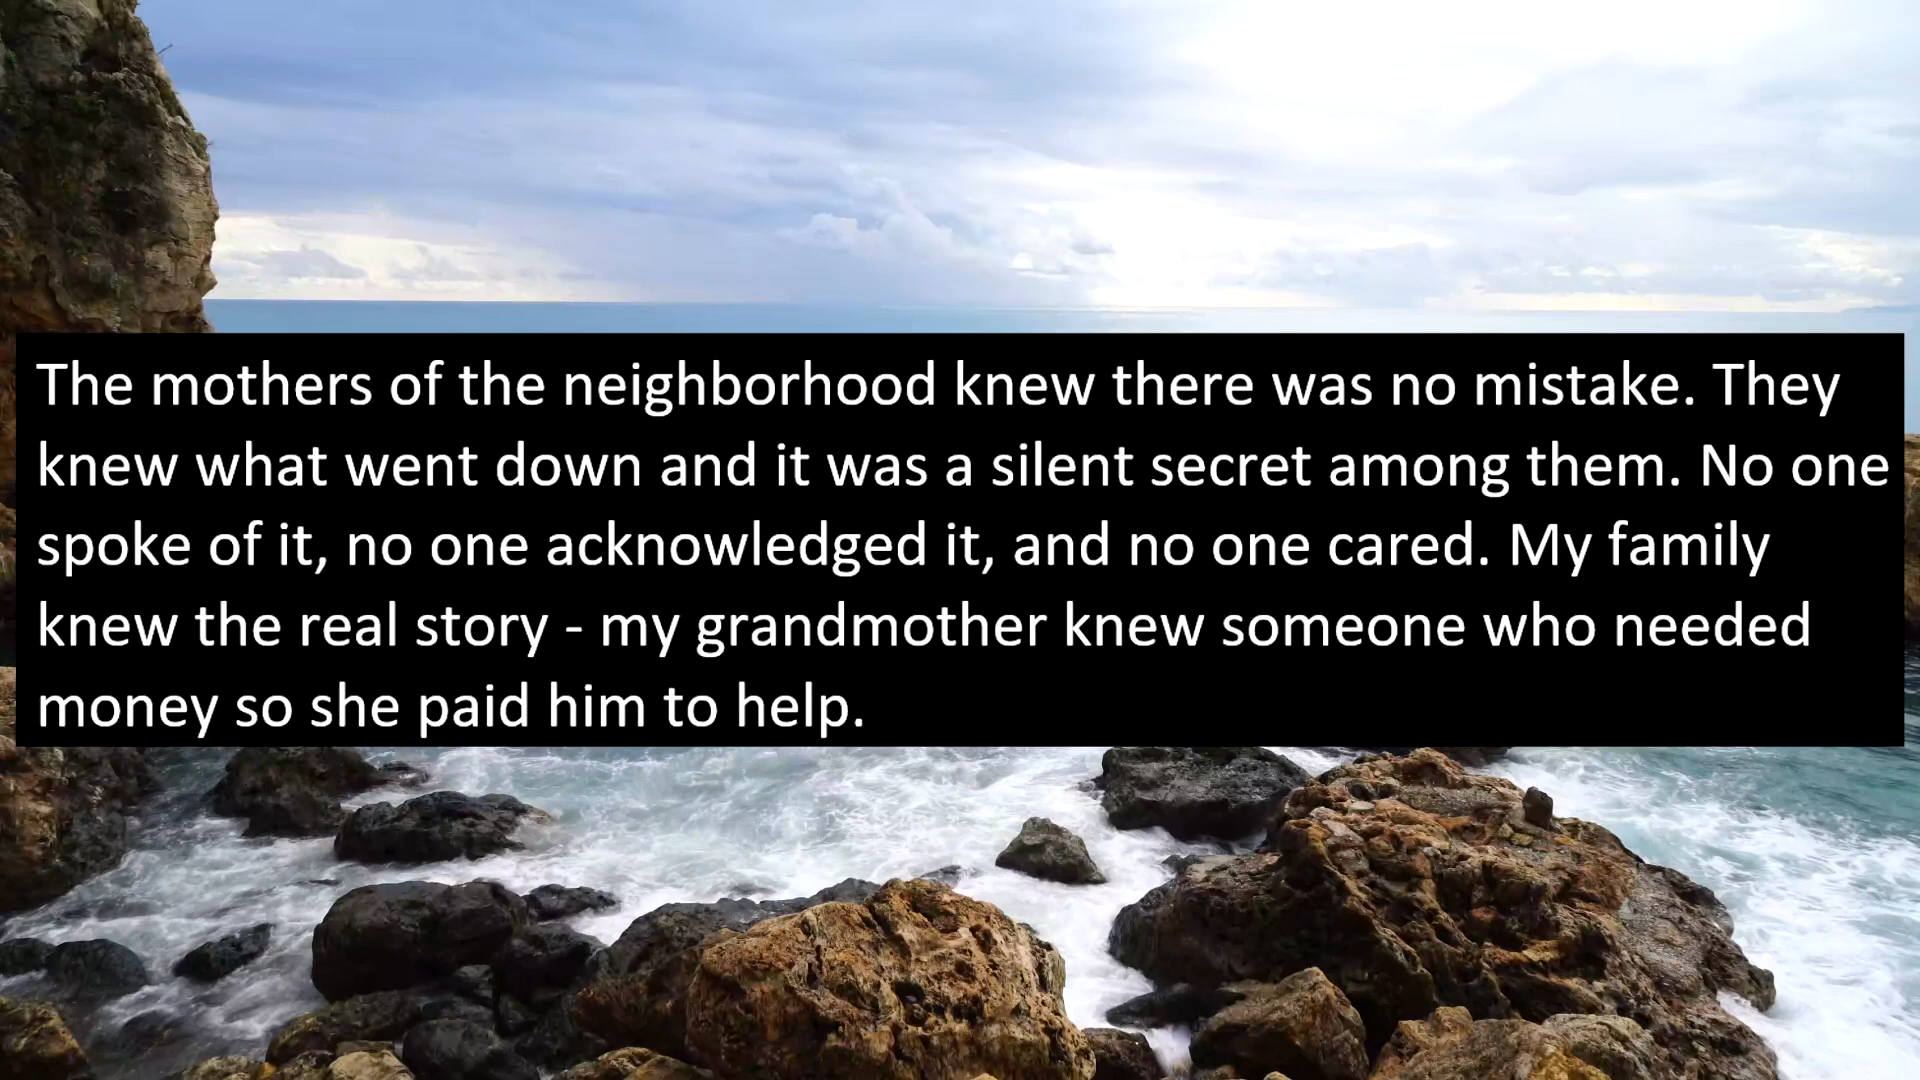 The mothers of the neighborhood knew there was no mistake. They
knew what went down and it was a silent secret among them. No one
spoke of it, no one acknowledged it, and no one cared. My family
knew the real story - my grandmother knew someone who needed
money so she paid him to help.